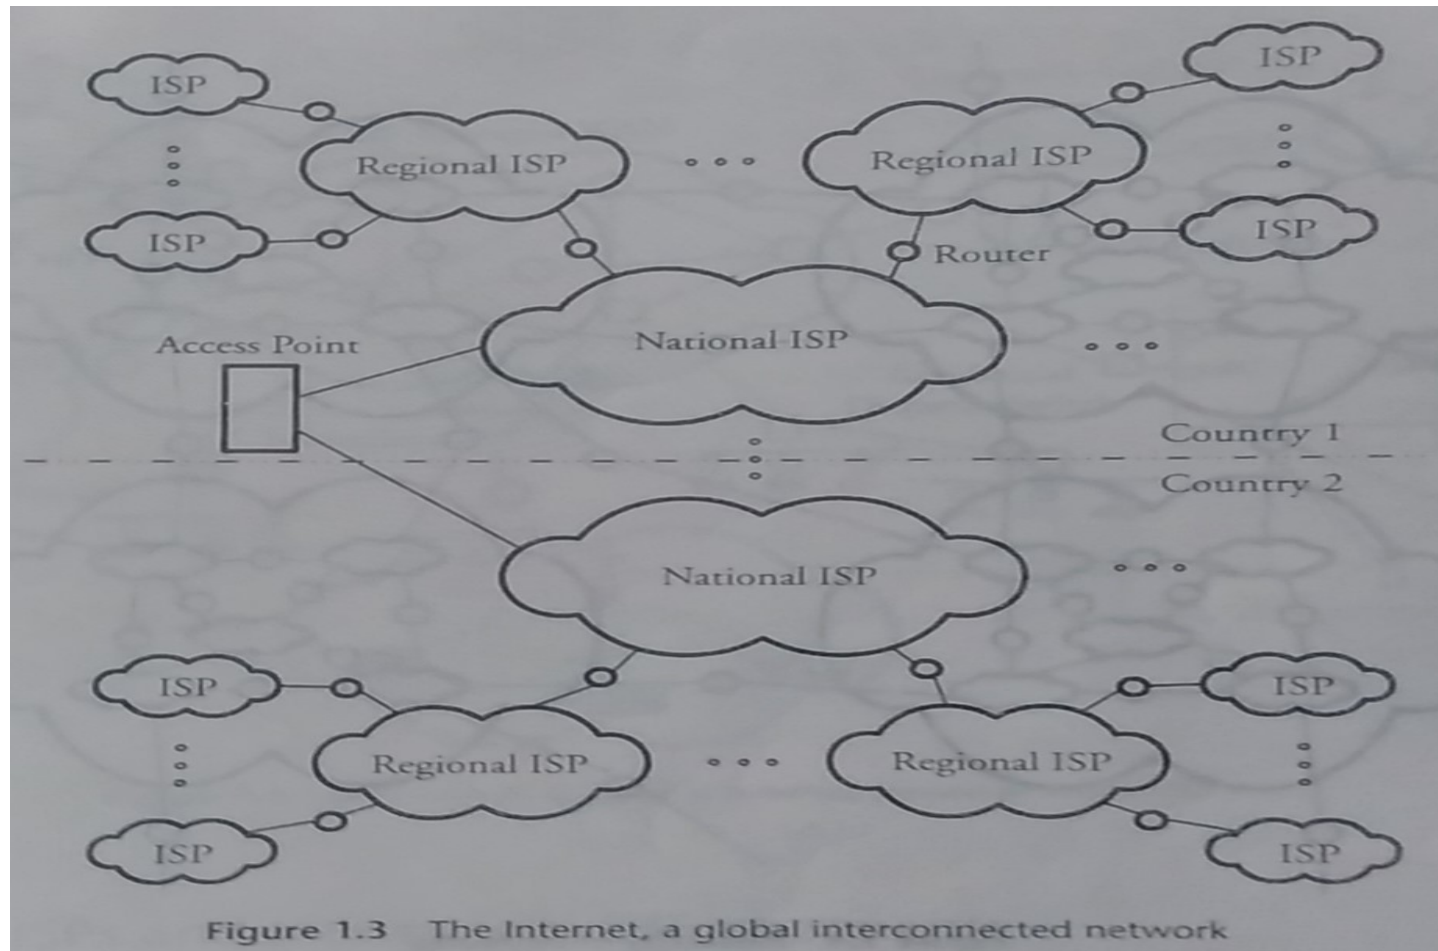 ISP
ISP
Regional ISP
Regional ISP
ISP
ISP
Router
Access Point
National ISP
Country 1
Country 2
National ISP
ISP
ISP
Regional ISP
Regional ISP
ISP
ISP
Figure 1.3 The Internet, a global interconnected network